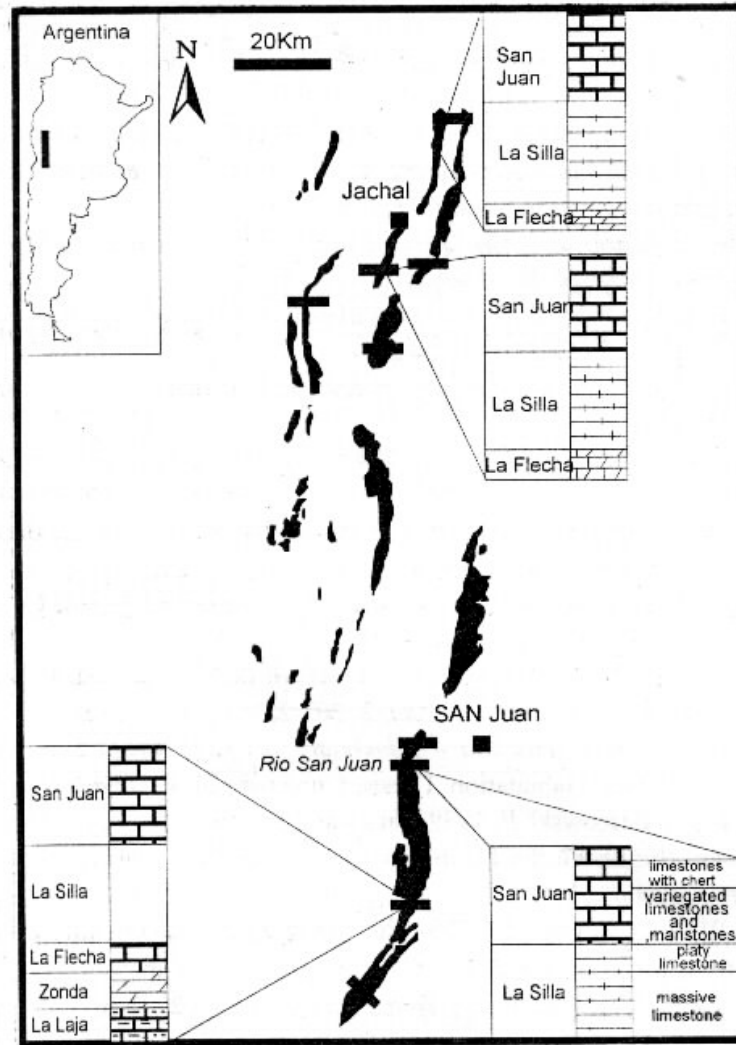 Argentina
N
20Km
San
Juan
La Silla
La Flecha
Jachal
San Juan
La Silla
La Flecha
SAN Juan
Rio San Juan
San Juan
La Silla
La Flecha
Zonda
La Laja
San Juan
La Silla
limestones
with chert
variegated
limestones
and
marlstones
platy
limestone
massive
limestone